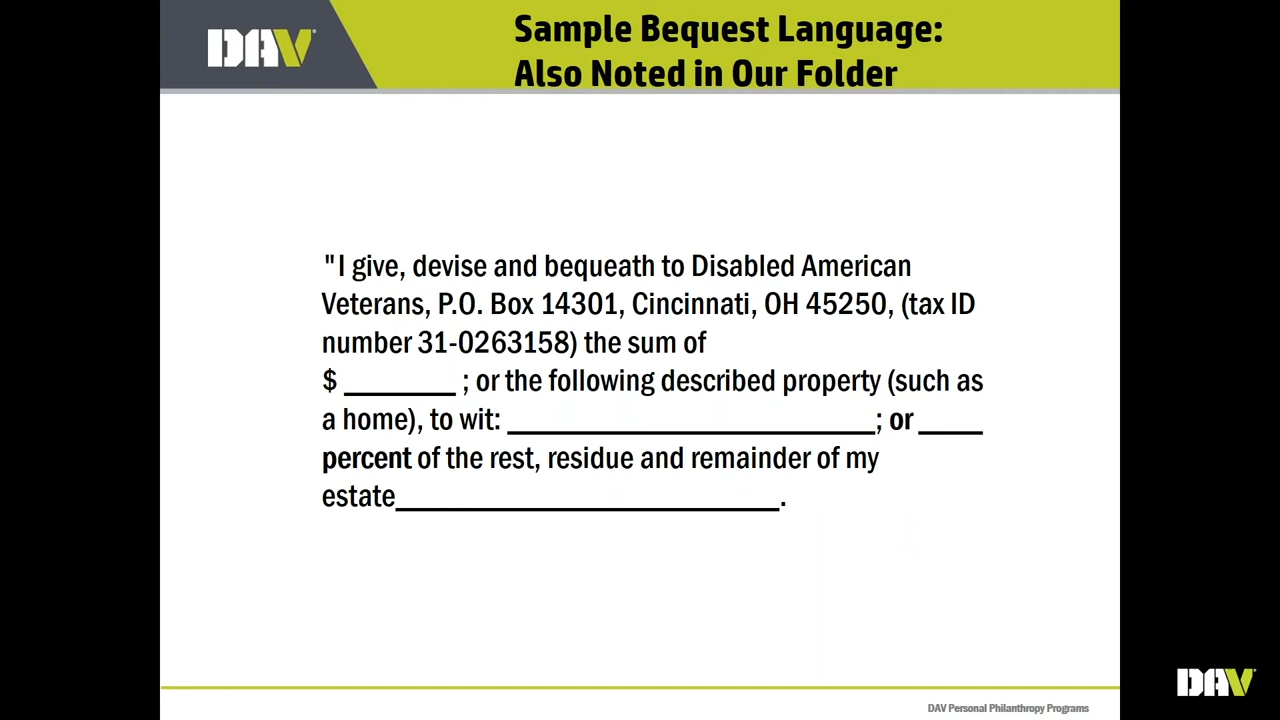 DAV
Sample Bequest Language:
Also Noted in Our Folder
"I give, devise and bequeath to Disabled American
Veterans, P.O. Box 14301, Cincinnati, OH 45250, (tax ID
number 31-0263158) the sum of
$ ________ ; or the following described property (such as
a home), to wit: __________________________; or _____
percent of the rest, residue and remainder of my
estate___________________________.
DAV
DAV Personal Philanthropy Programs